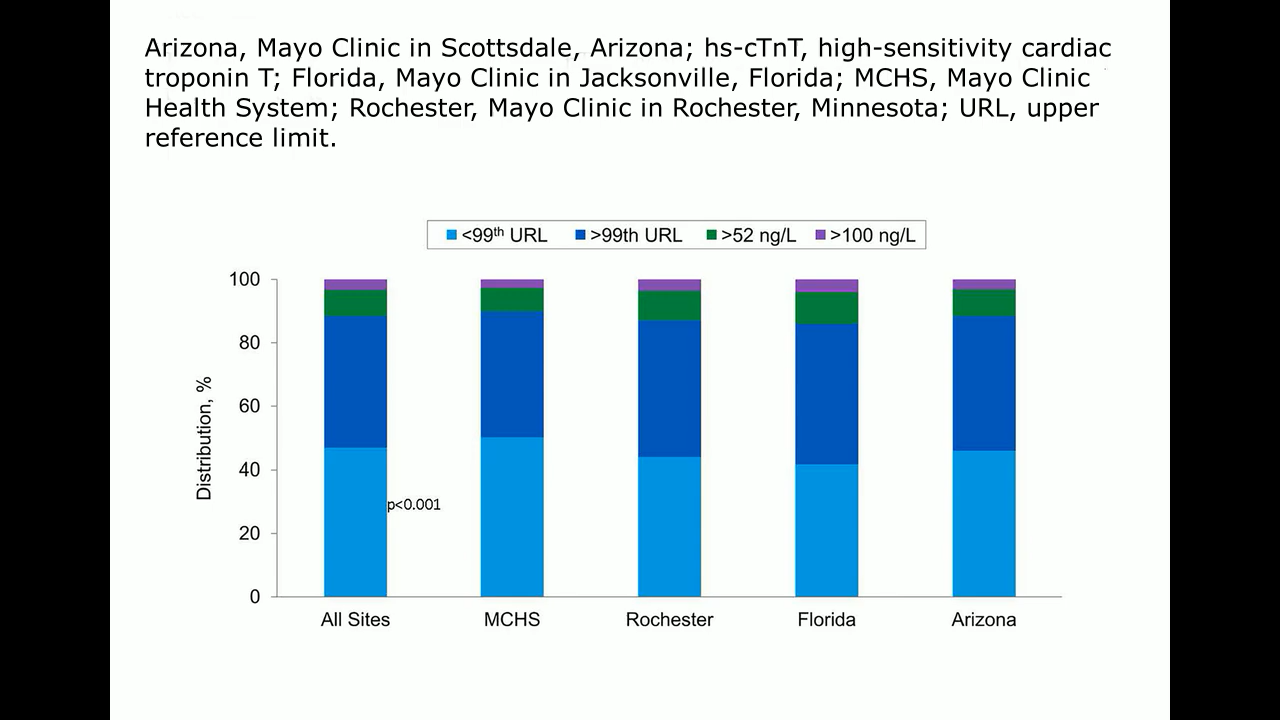 Arizona, Mayo Clinic in Scottsdale, Arizona; hs-cTnT, high-sensitivity cardiac
troponin T; Florida, Mayo Clinic in Jacksonville, Florida; MCHS, Mayo Clinic
Health System; Rochester, Mayo Clinic in Rochester, Minnesota; URL, upper
reference limit.
<99th URL >99th URL >52 ng/L >100 ng/L
100
80
60
40
20
0
Distribution, %
p<0.001
All Sites MCHS Rochester Florida Arizona